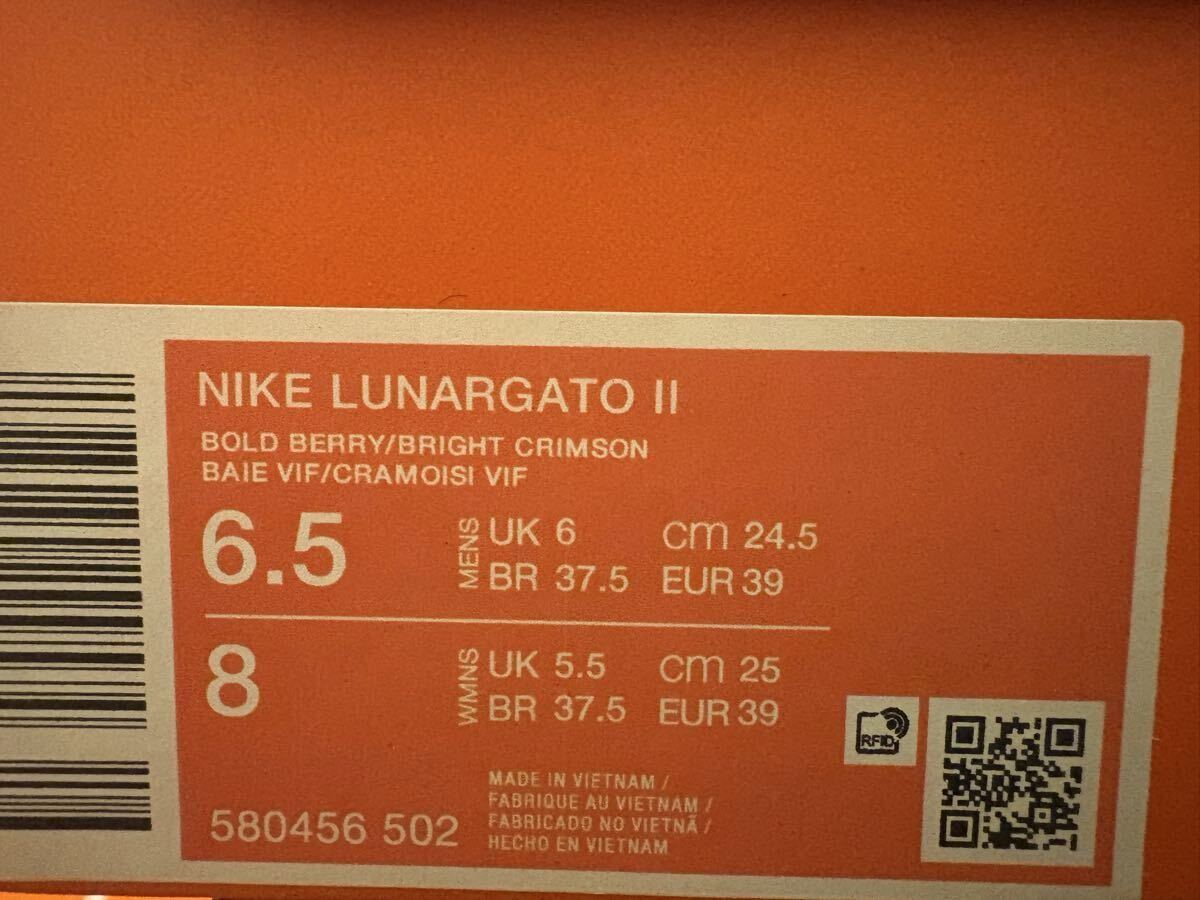 NIKE LUNARGATO II
BOLD BERRY/BRIGHT CRIMSON
BAIE VIF/CRAMOISI VIF
6.5 MENS UK 6 cm 24.5
BR 37.5 EUR 39
8 WMNS UK 5.5 cm 25
BR 37.5 EUR 39
RFID
MADE IN VIETNAM /
FABRIQUE AU VIETNAM /
FABRICADO NO VIETNÃ /
HECHO EN VIETNAM
580456 502